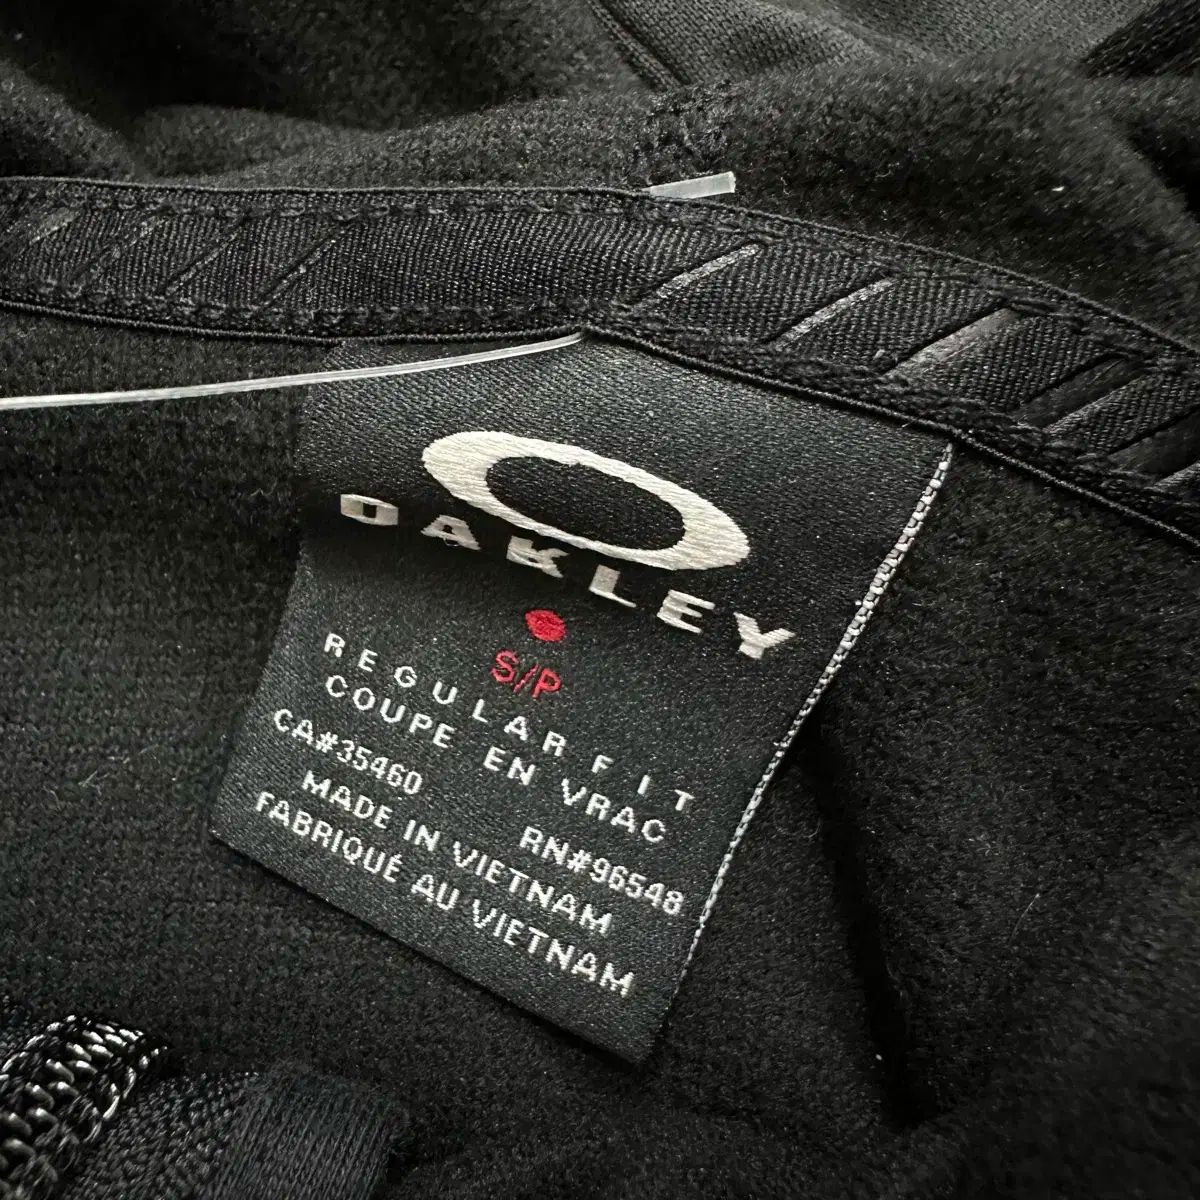 OAKLEY
S/P
REGULAR FIT
COUPE EN VRAC
CA#35460 RN#96548
MADE IN VIETNAM
FABRIQUÉ AU VIETNAM